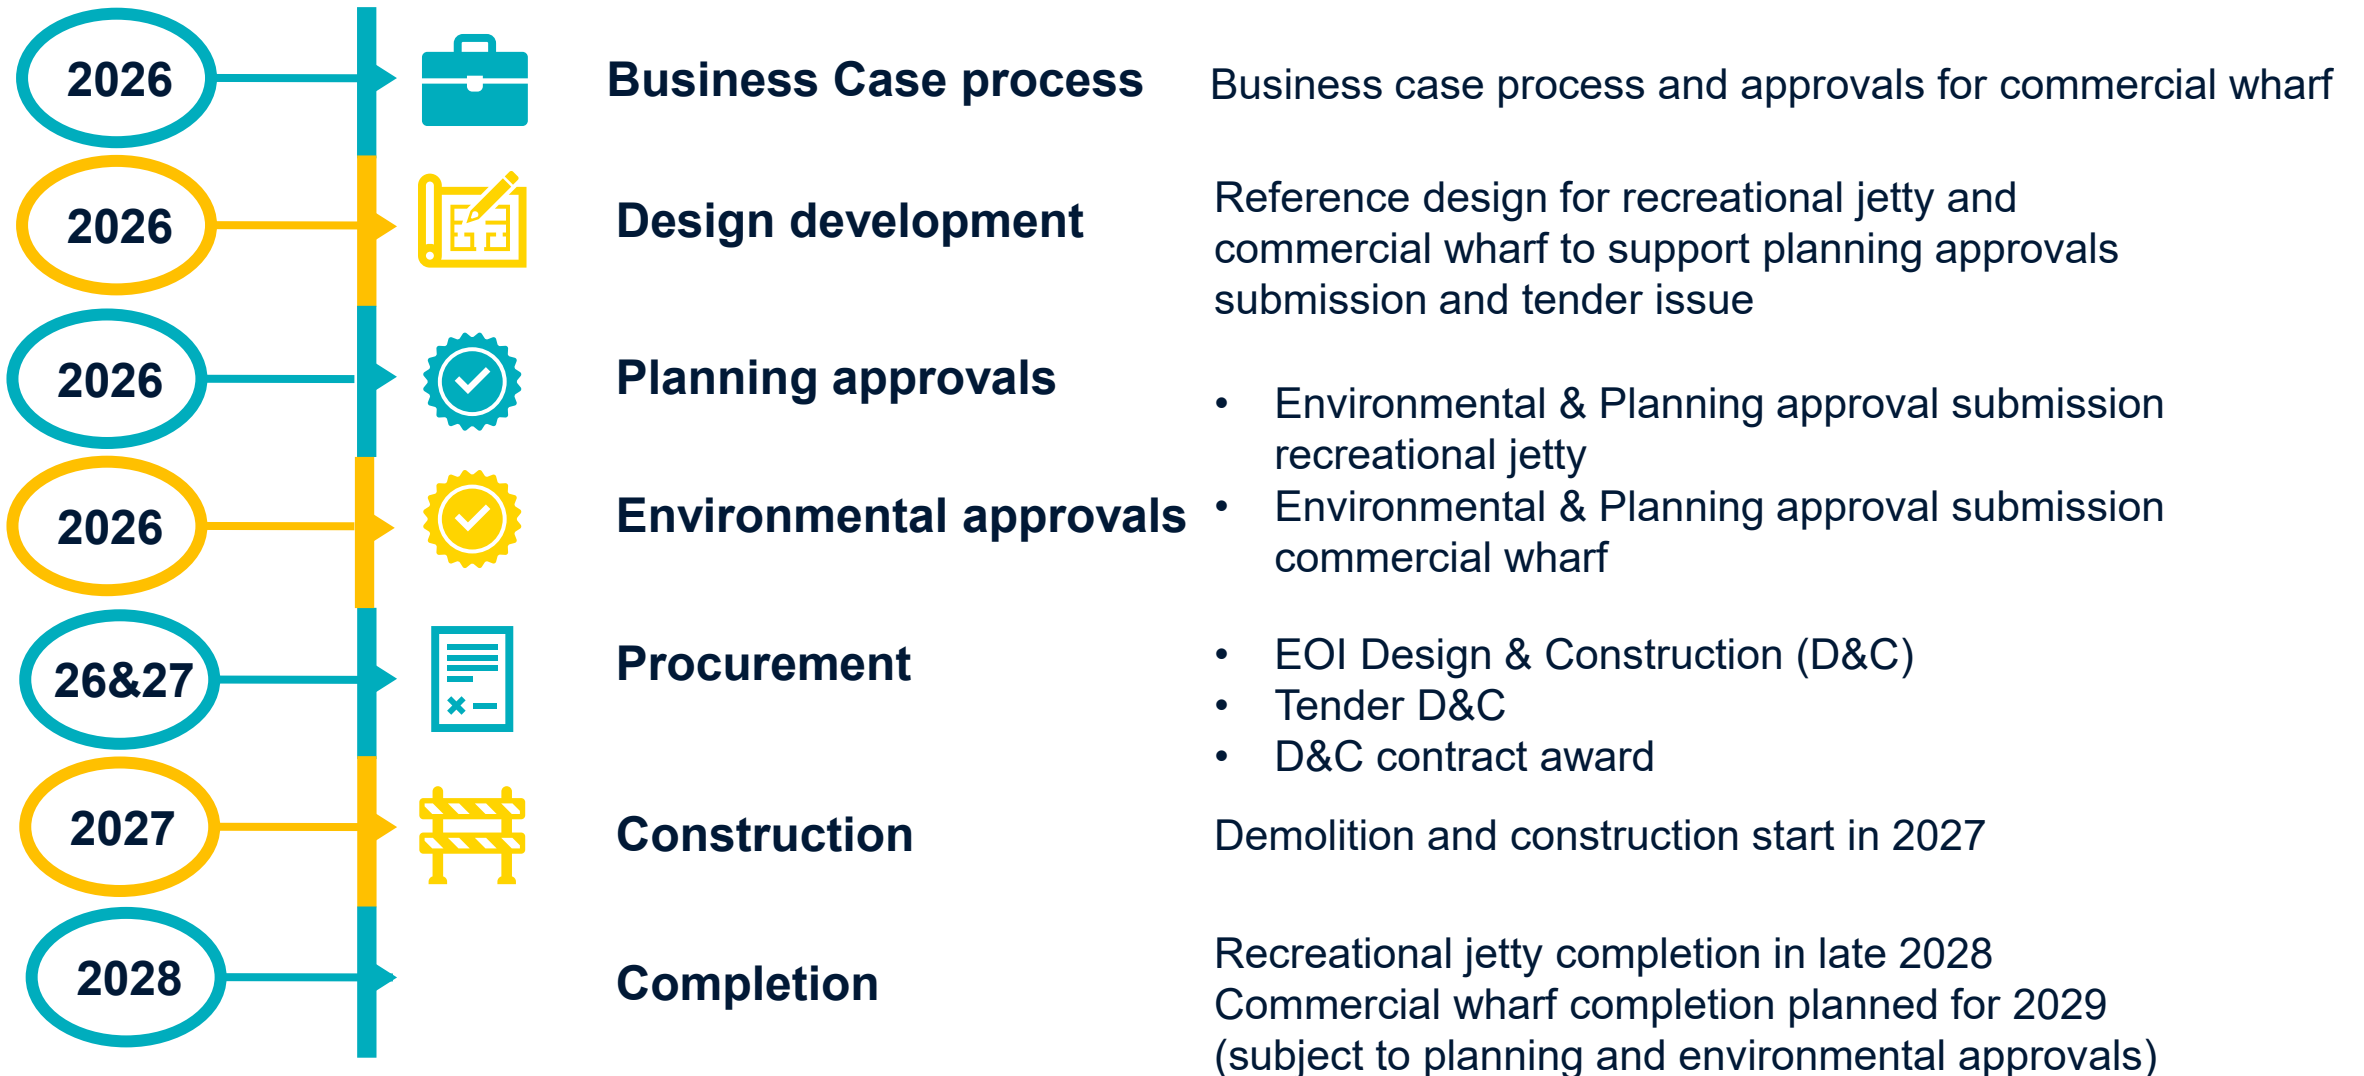 2026
Business Case process
Business case process and approvals for commercial wharf
2026
Design development
Reference design for recreational jetty and
commercial wharf to support planning approvals
submission and tender issue
2026
Planning approvals
• Environmental & Planning approval submission
recreational jetty
2026
Environmental approvals
• Environmental & Planning approval submission
commercial wharf
26&27
Procurement
• EOI Design & Construction (D&C)
• Tender D&C
• D&C contract award
2027
Construction
Demolition and construction start in 2027
2028
Completion
Recreational jetty completion in late 2028
Commercial wharf completion planned for 2029
(subject to planning and environmental approvals)